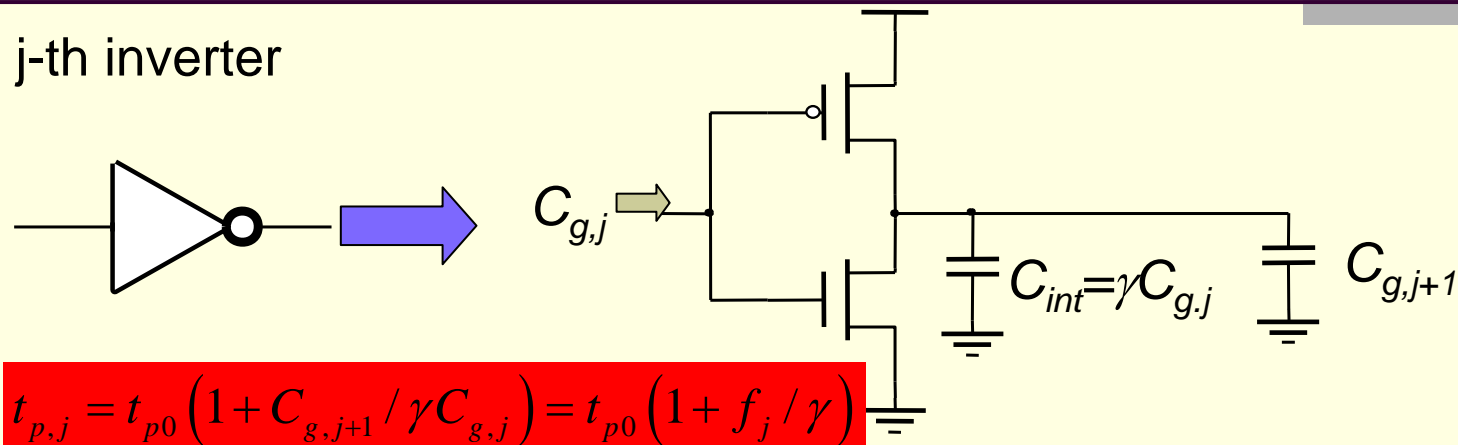 j-th inverter
C_{g,j}
C_{int}=γC_{g.j}
C_{g,j+1}
t_{p,j} = t_{p0}(1 + C_{g,j+1} / γC_{g,j}) = t_{p0}(1 + f_j / γ)